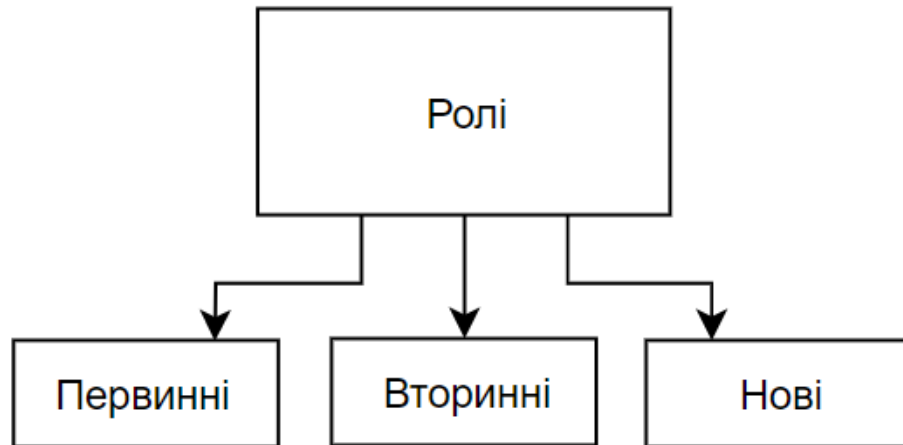 Ролі
Первинні
Вторинні
Нові